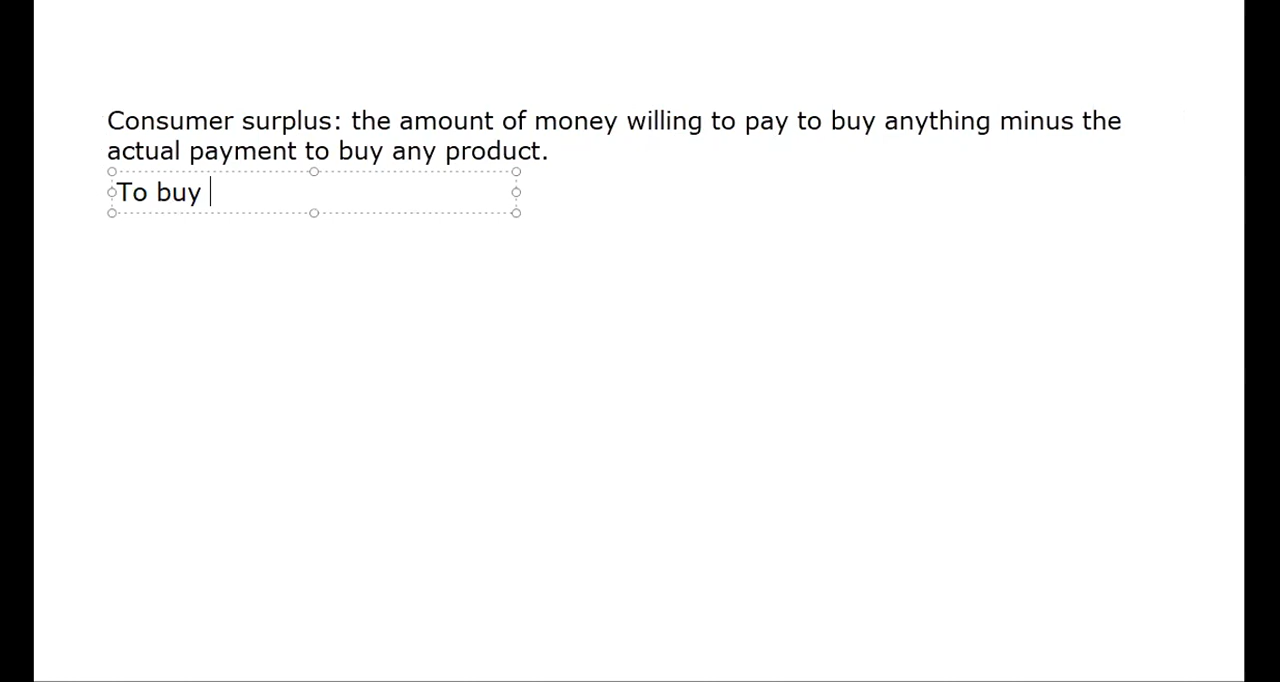 Consumer surplus: the amount of money willing to pay to buy anything minus the
actual payment to buy any product.
To buy